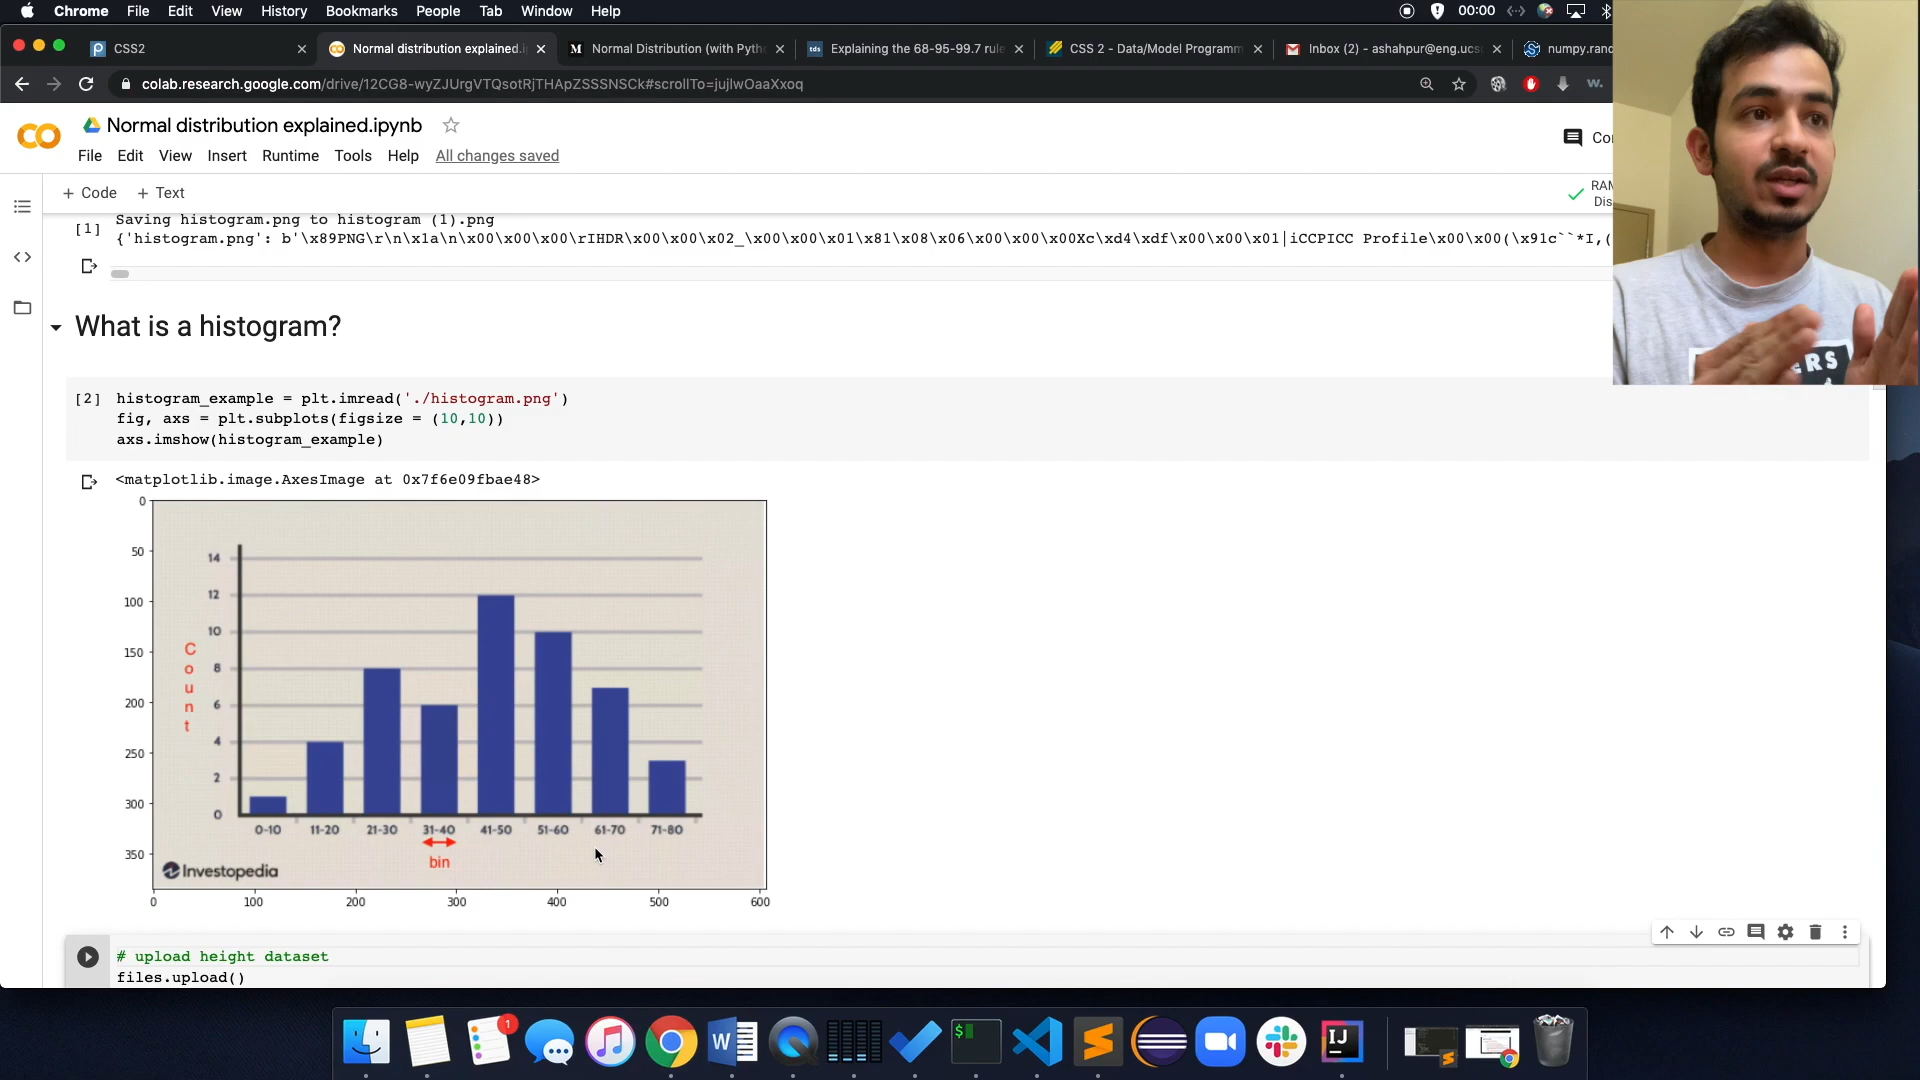 Chrome File Edit View History Bookmarks People Tab Window Help
00:00
CSS2
Normal distribution explained.i
Normal Distribution (with Pyth
tds Explaining the 68-95-99.7 rule
CSS 2 - Data/Model Programm
Inbox (2) - ashahpur@eng.ucs
numpy.rand
colab.research.google.com/drive/12CG8-wyZJUrgVTQsotRjTHApZSSSNSCk#scrollTo=jujlwOaaXxoq
Normal distribution explained.ipynb
File Edit View Insert Runtime Tools Help All changes saved
+ Code + Text
RAM
Dis
[1] Saving histogram.png to histogram (1).png
{'histogram.png': b'\x89PNG\r\n\x1a\n\x00\x00\x00\rIHDR\x00\x00\x02_\x00\x00\x01\x81\x08\x06\x00\x00\x00Xc\xd4\xdf\x00\x00\x01|iCCPICC Profile\x00\x00(\x91c``*I,(
What is a histogram?
[2] histogram_example = plt.imread('./histogram.png')
fig, axs = plt.subplots(figsize = (10,10))
axs.imshow(histogram_example)
<matplotlib.image.AxesImage at 0x7f6e09fbae48>
0
50
100
150
200
250
300
350
14
12
10
8
6
4
2
0
Count
0-10 11-20 21-30 31-40 41-50 51-60 61-70 71-80
bin
Investopedia
0 100 200 300 400 500 600
# upload height dataset
files.upload()
1